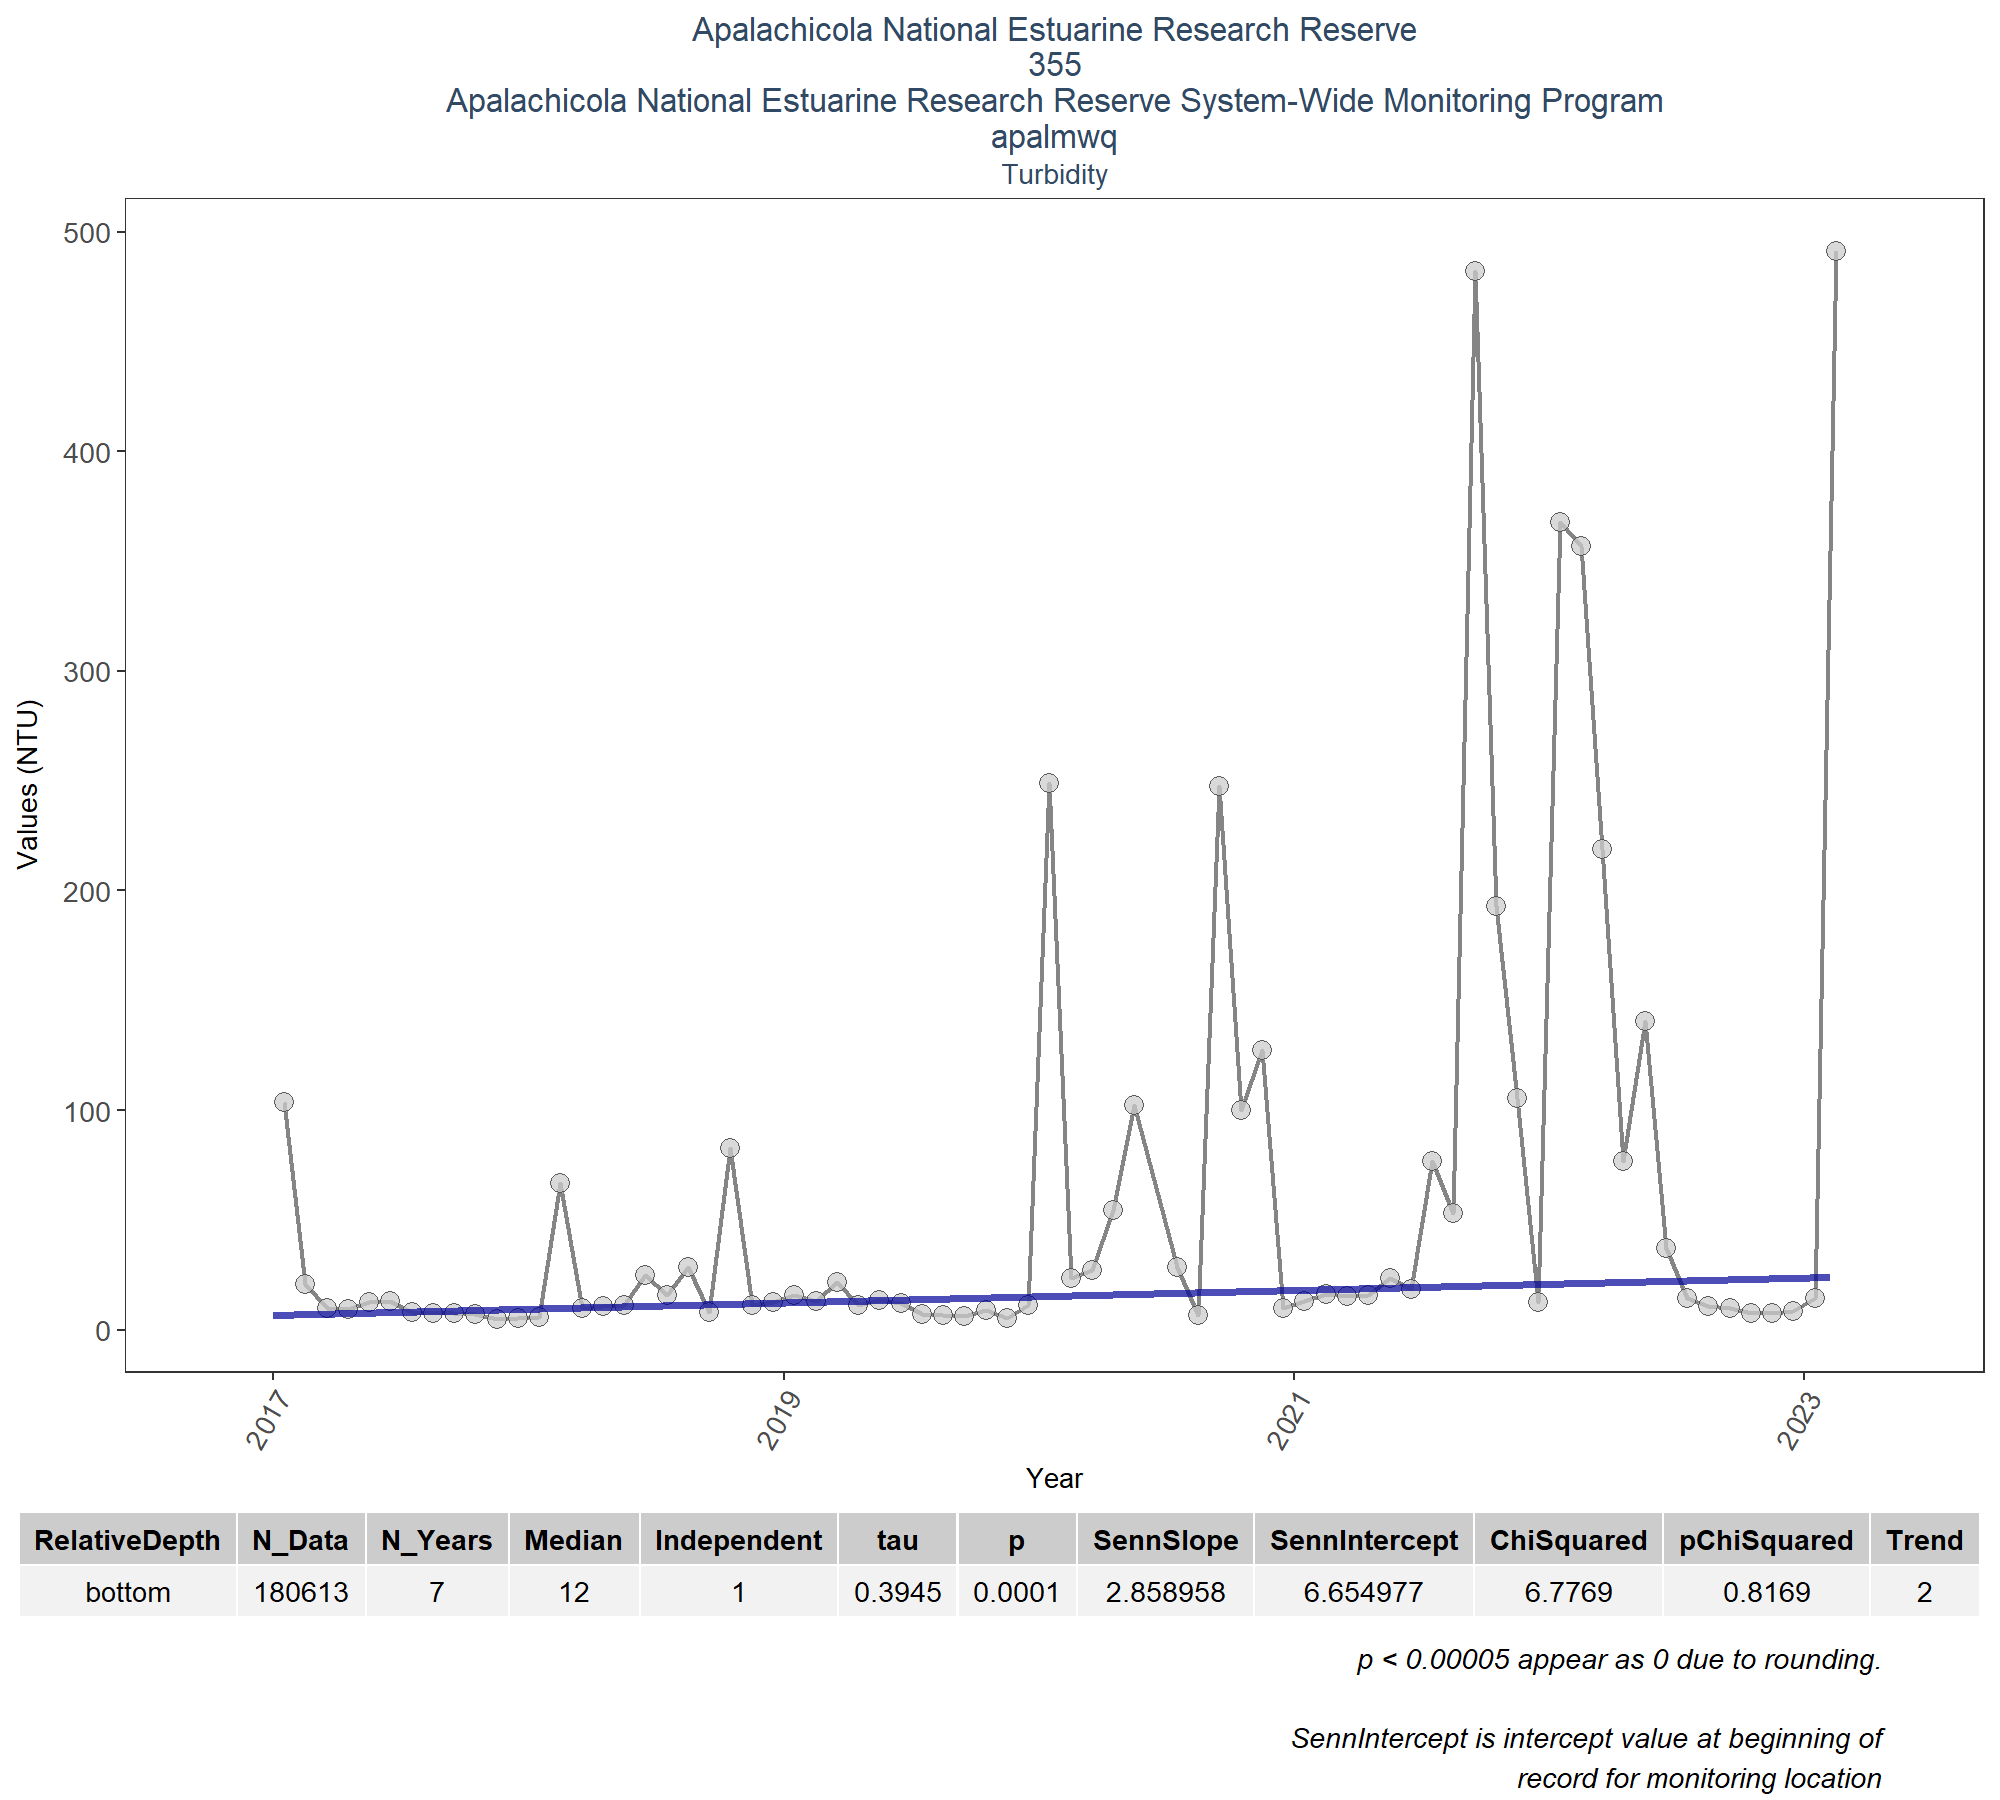 Apalachicola National Estuarine Research Reserve
355
Apalachicola National Estuarine Research Reserve System-Wide Monitoring Program
apalmwq
Turbidity
500
400
300
200
100
0
Values (NTU)
2017
2019
2021
2023
Year
RelativeDepth N_Data N_Years Median Independent tau p SennSlope SennIntercept ChiSquared pChiSquared Trend
bottom 180613 7 12 1 0.3945 0.0001 2.858958 6.654977 6.7769 0.8169 2
p < 0.00005 appear as 0 due to rounding.
SennIntercept is intercept value at beginning of
record for monitoring location